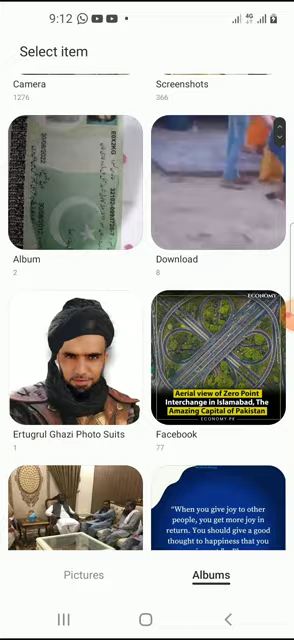 9:12
4G
Select item
Camera
Screenshots
1276
366
Album
Download
2
8
ECONOMY
Aerial view of Zero Point
Interchange in Islamabad, The
Amazing Capital of Pakistan
ECONOMY.PK
Ertugrul Ghazi Photo Suits
Facebook
1
77
"When you give joy to other
people, you get more joy in
return. You should give a good
thought to happiness that you
Pictures
Albums